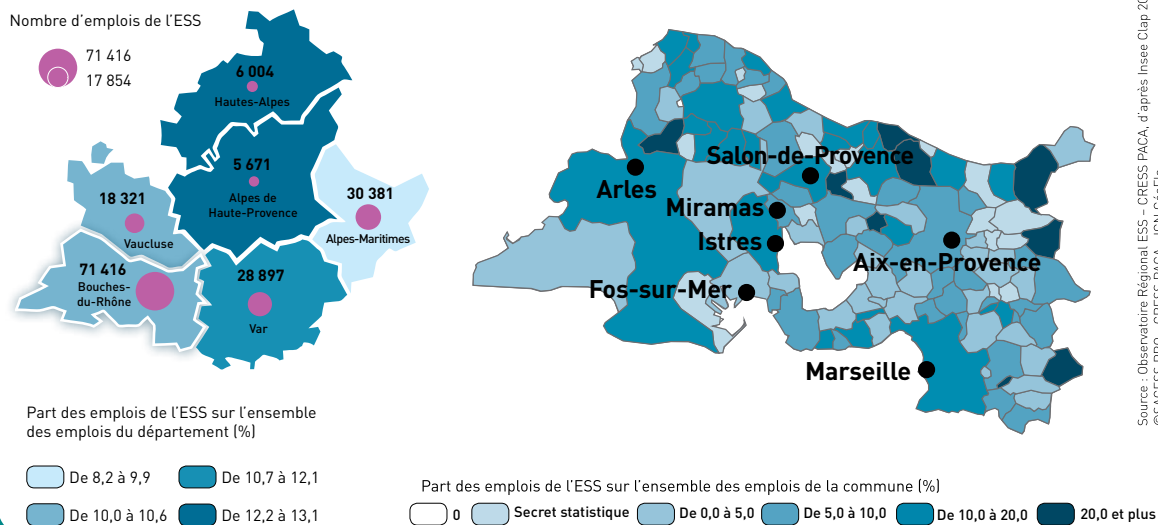 Nombre d'emplois de l'ESS
71 416
17 854
6 004
Hautes-Alpes
5 671
Alpes de
Haute-Provence
18 321
Vaucluse
30 381
Alpes-Maritimes
71 416
Bouches-
du-Rhône
28 897
Var
Part des emplois de l'ESS sur l'ensemble
des emplois du département (%)
De 8,2 à 9,9
De 10,7 à 12,1
De 10,0 à 10,6
De 12,2 à 13,1
Salon-de-Provence
Arles
Miramas
Istres
Aix-en-Provence
Fos-sur-Mer
Marseille
Part des emplois de l'ESS sur l'ensemble des emplois de la commune (%)
0
Secret statistique
De 0,0 à 5,0
De 5,0 à 10,0
De 10,0 à 20,0
20,0 et plus
Source : Observatoire Régional ESS – CRESS PACA, d'après Insee Clap 20